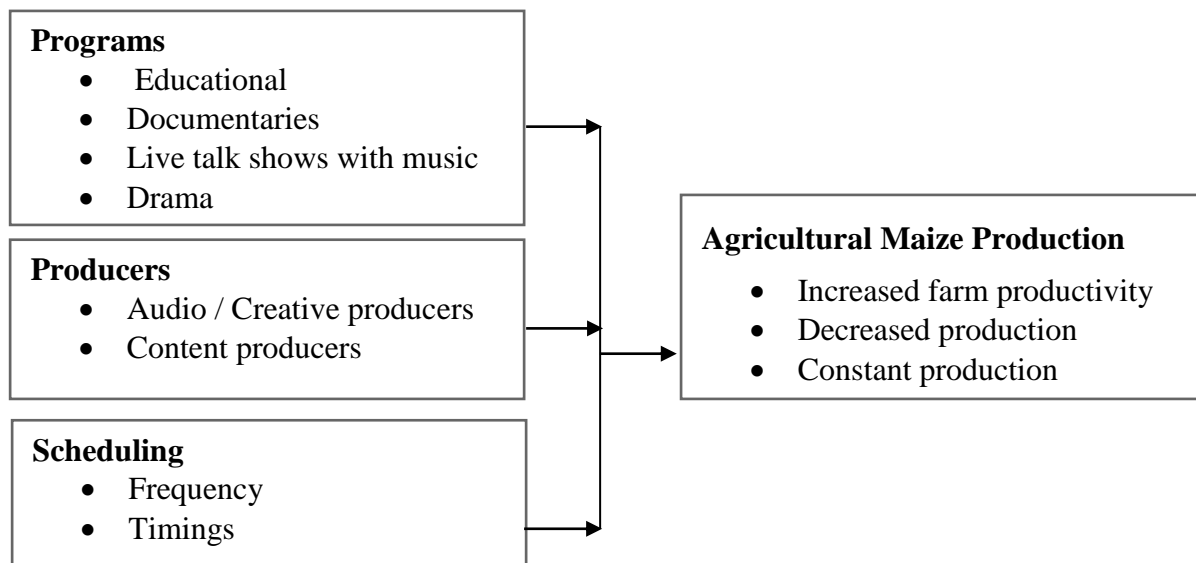 Programs
• Educational
• Documentaries
• Live talk shows with music
• Drama
Producers
• Audio / Creative producers
• Content producers
Scheduling
• Frequency
• Timings
Agricultural Maize Production
• Increased farm productivity
• Decreased production
• Constant production